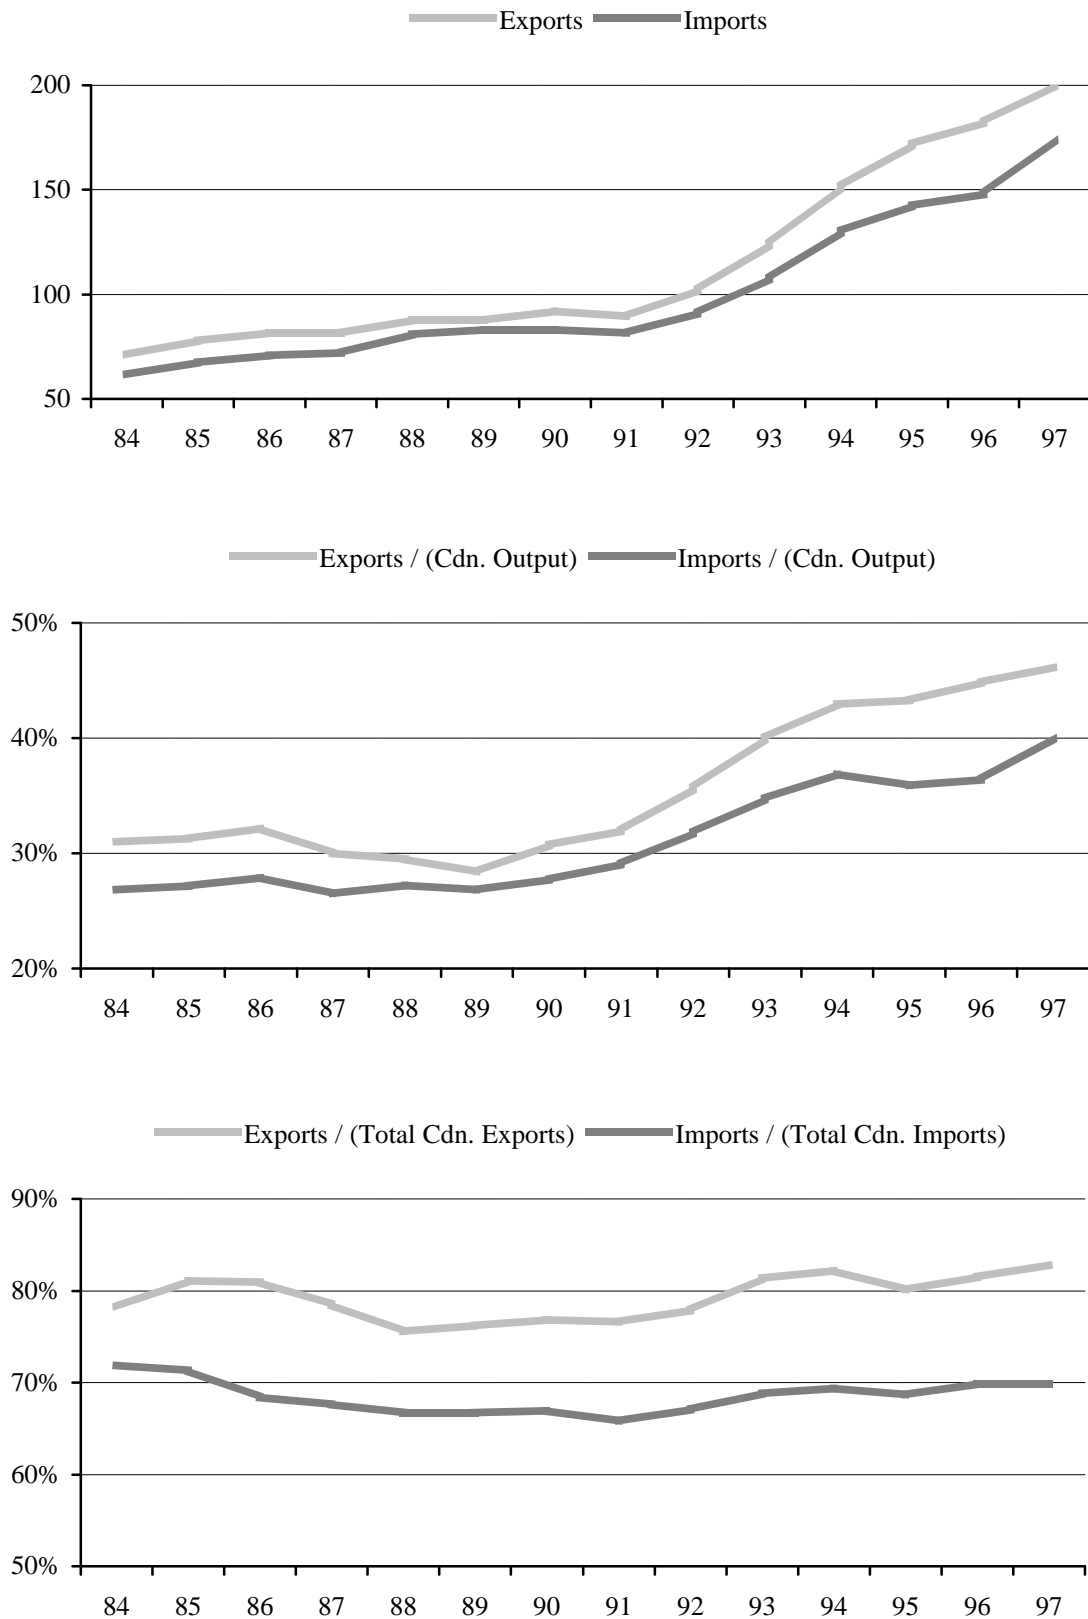 Exports Imports
200
150
100
50
84 85 86 87 88 89 90 91 92 93 94 95 96 97
Exports / (Cdn. Output) Imports / (Cdn. Output)
50%
40%
30%
20%
84 85 86 87 88 89 90 91 92 93 94 95 96 97
Exports / (Total Cdn. Exports) Imports / (Total Cdn. Imports)
90%
80%
70%
60%
50%
84 85 86 87 88 89 90 91 92 93 94 95 96 97